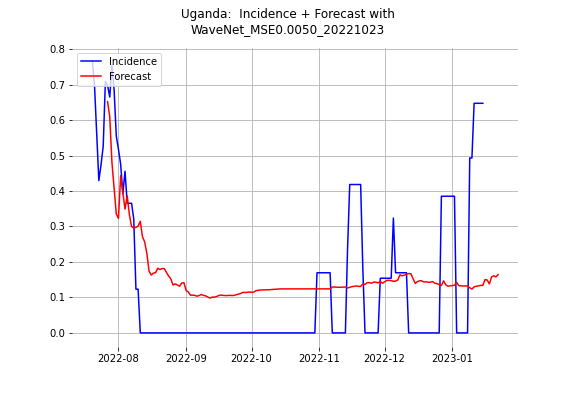 Uganda:  Incidence + Forecast with
WaveNet_MSE0.0050_20221023
Incidence
Forecast
0.8
0.7
0.6
0.5
0.4
0.3
0.2
0.1
0.0
2022-08 2022-09 2022-10 2022-11 2022-12 2023-01